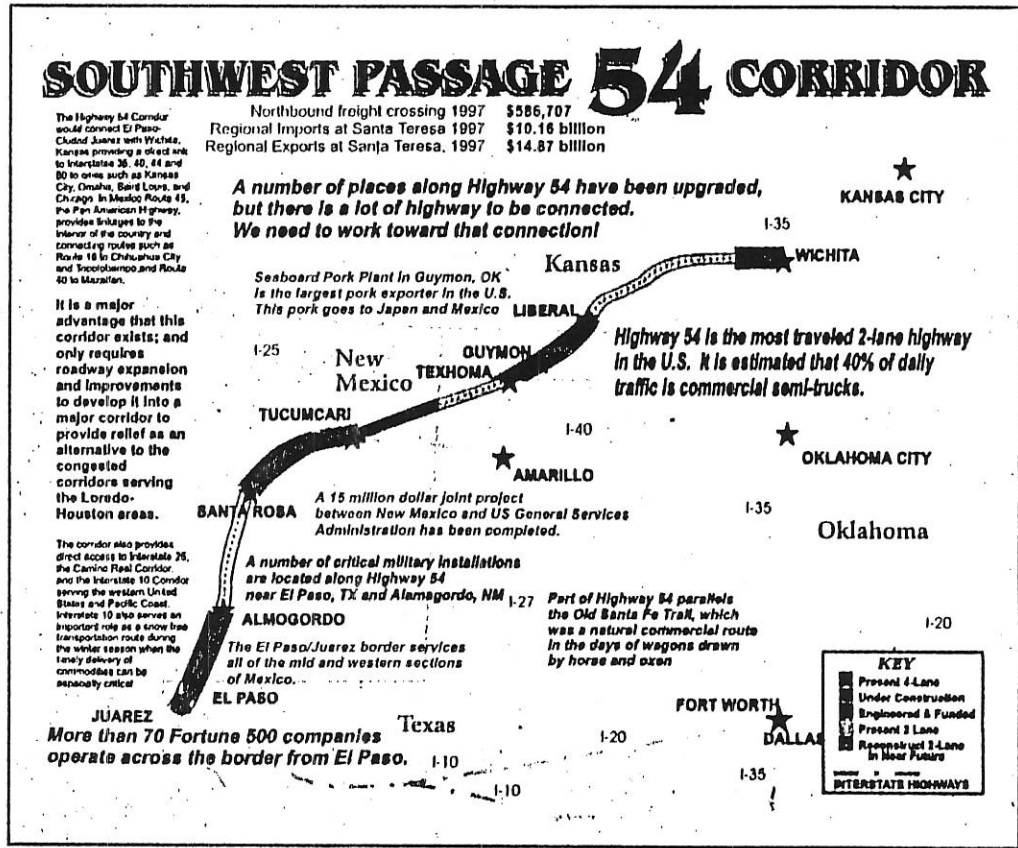 SOUTHWEST PASSAGE 54 CORRIDOR
Northbound freight crossing 1997 $586,707
Regional Imports at Santa Teresa 1997 $10.16 billion
Regional Exports at Santa Teresa, 1997 $14.87 billion
The Highway 54 Corridor
would connect El Paso-
Ciudad Juarez with Wichita,
Kansas providing a direct link
to Interstates 35, 40, 44 and
80 to cities such as Kansas
City, Omaha, Saint Louis, and
Chicago. In Mexico Route 45,
the Pan American Highway,
provides linkages to the
interior of the country and
connecting routes such as
Route 16 in Chihuahua City
and Topolobampo and Route
40 to Mazatlan.
It is a major
advantage that this
corridor exists; and
only requires
roadway expansion
and improvements
to develop it into a
major corridor to
provide relief as an
alternative to the
congested
corridors serving
the Loredo-
Houston areas.
The corridor also provides
direct access to Interstate 25,
the Camino Real Corridor,
and the Interstate 10 Corridor
serving the western United
States and Pacific Coast.
Interstate 10 also serves an
important role as a snow free
transportation route during
the winter season when the
timely delivery of
commodities can be
especially critical
A number of places along Highway 54 have been upgraded,
but there is a lot of highway to be connected.
We need to work toward that connection!
KANSAS CITY
I-35
WICHITA
Kansas
Seaboard Pork Plant in Guymon, OK
is the largest pork exporter in the U.S.
This pork goes to Japan and Mexico
LIBERAL
Highway 54 is the most traveled 2-lane highway
in the U.S. It is estimated that 40% of daily
traffic is commercial semi-trucks.
I-25
New
Mexico
GUYMON
TEXHOMA
TUCUMCARI
I-40
AMARILLO
OKLAHOMA CITY
SANTA ROSA
A 15 million dollar joint project
between New Mexico and US General Services
Administration has been completed.
I-35
Oklahoma
A number of critical military installations
are located along Highway 54
near El Paso, TX and Alamagordo, NM
I-27
Part of Highway 54 parallels
the Old Santa Fe Trail, which
was a natural commercial route
in the days of wagons drawn
by horse and oxen
I-20
ALMOGORDO
The El Paso/Juarez border services
all of the mid and western sections
of Mexico.
EL PASO
JUAREZ
Texas
FORT WORTH
DALLAS
More than 70 Fortune 500 companies
operate across the border from El Paso.
I-10
I-20
I-10
I-35
KEY
Present 4-Lane
Under Construction
Engineered & Funded
Present 2 Lane
Reconstruct 2-Lane
in Near Future
INTERSTATE HIGHWAYS